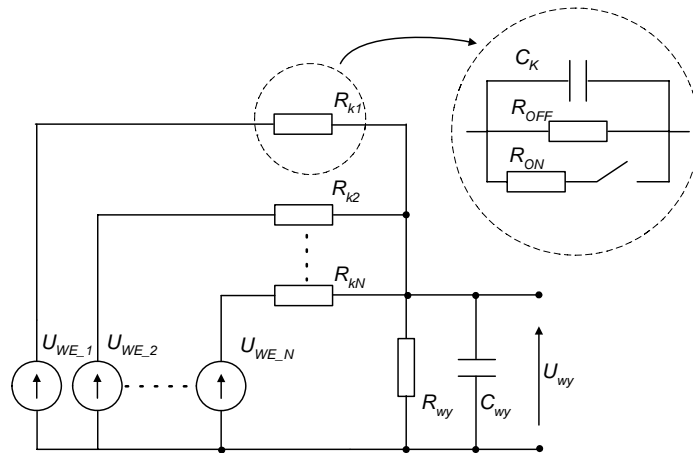 C_K
R_OFF
R_ON
R_k1
R_k2
R_kN
U_WE_1
U_WE_2
U_WE_N
R_wy
C_wy
U_wy